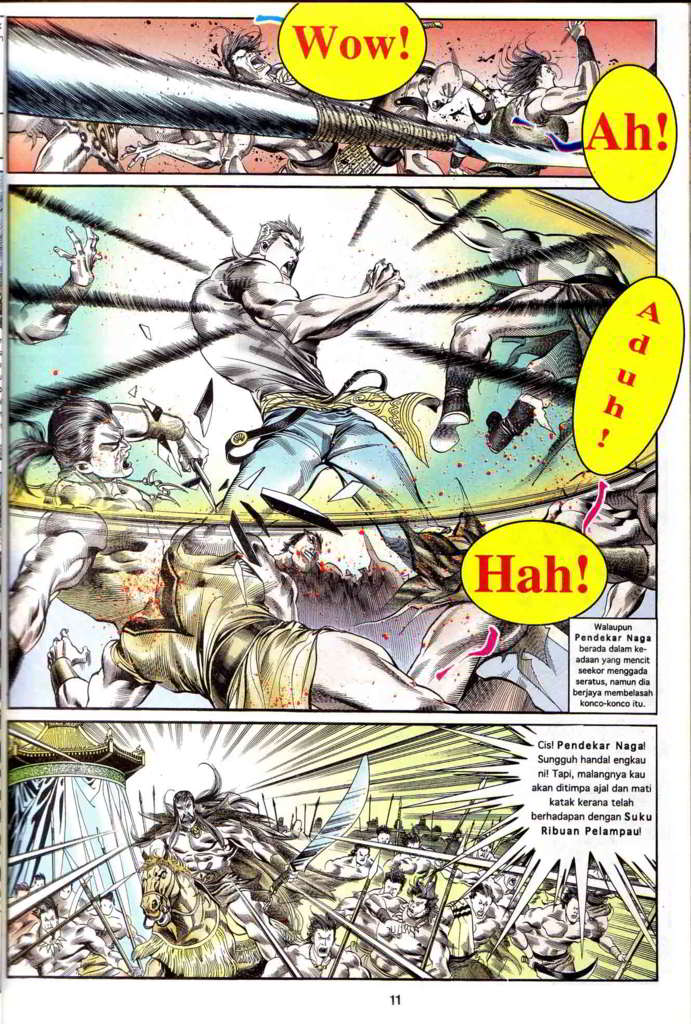 Wow!
Ah!
Aduh!
Hah!
Walaupun
Pendekar Naga
berada dalam ke-
adaan yang mencit
seekor menggada
seratus, namun dia
berjaya membelasah
konco-konco itu.
Cis! Pendekar Naga!
Sungguh handal engkau
ni! Tapi, malangnya kau
akan ditimpa ajal dan mati
katak kerana telah
berhadapan dengan Suku
Ribuan Pelampau!
11